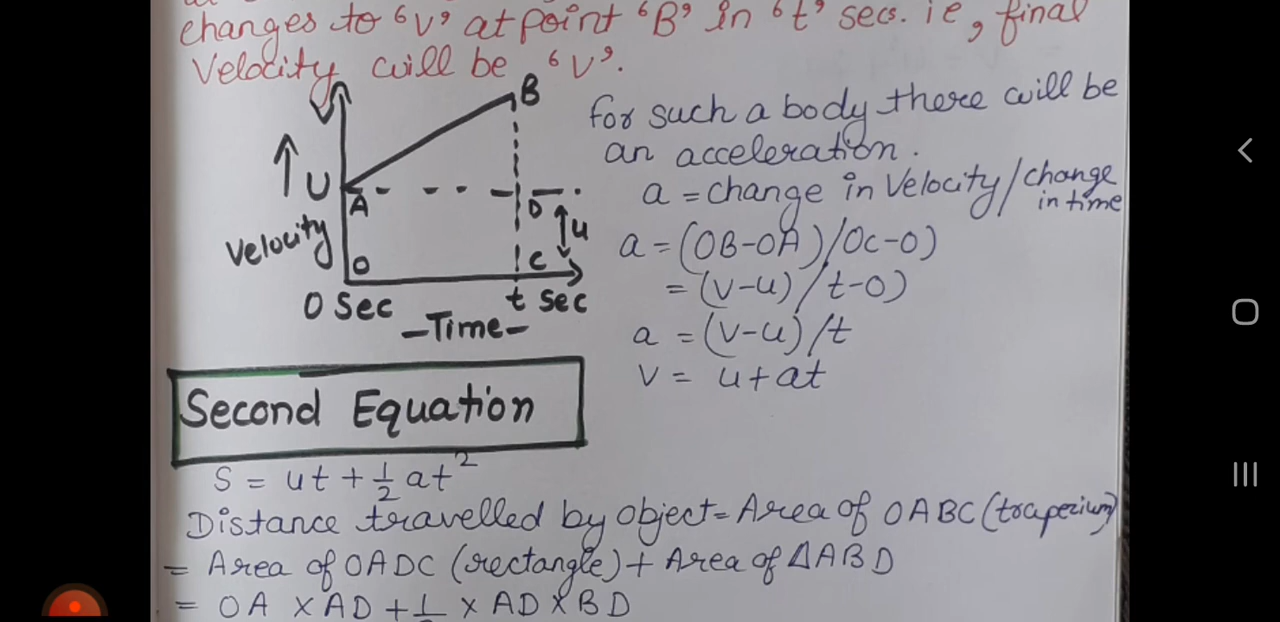 changes to 'V' at point 'B' in 't' secs. ie, final
Velocity will be 'V'.
V
B
for such a body there will be
an acceleration.
U
A
D
u
Velocity
O
C
a = change in Velocity/change in time
a = (OB-OA)/OC-O)
= (V-u)/t-0)
0 Sec
t sec
-Time-
a = (V-u)/t
V = u+at
Second Equation
S = ut + 1/2 at²
Distance travelled by object = Area of OABC (trapezium)
= Area of OADC (rectangle) + Area of ΔABD
= OA X AD + 1/ X AD X BD